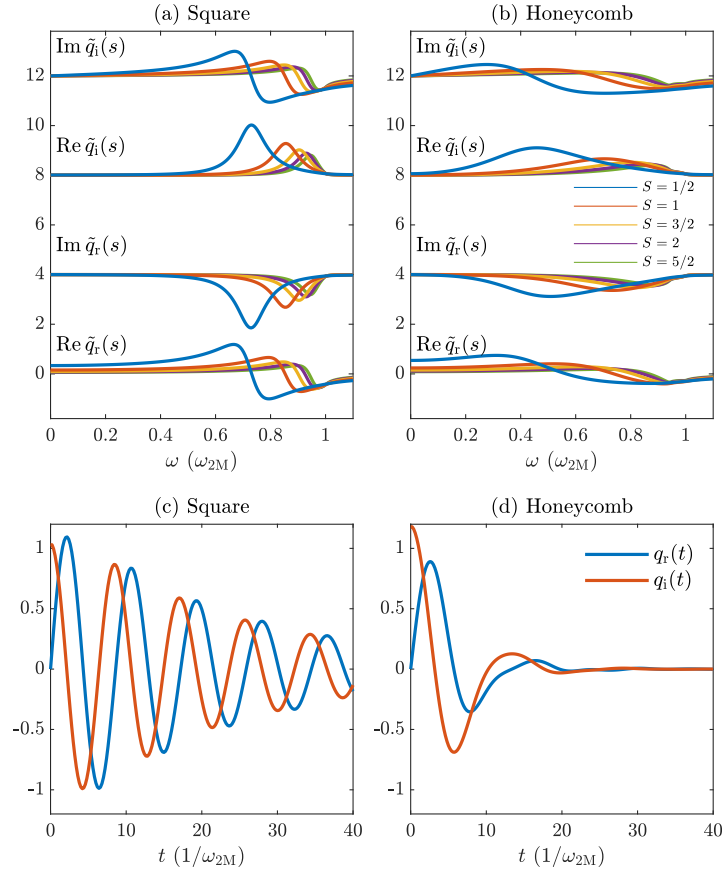 (a) Square
Im q̃ᵢ(s)
12
10
Re q̃ᵢ(s)
8
6
Im q̃ᵣ(s)
4
2
Re q̃ᵣ(s)
0
0 0.2 0.4 0.6 0.8 1
ω (ω₂M)
(b) Honeycomb
Im q̃ᵢ(s)
12
10
Re q̃ᵢ(s)
8
S = 1/2
S = 1
S = 3/2
S = 2
S = 5/2
6
Im q̃ᵣ(s)
4
2
Re q̃ᵣ(s)
0
0 0.2 0.4 0.6 0.8 1
ω (ω₂M)
(c) Square
1
0.5
0
-0.5
-1
0 10 20 30 40
t (1/ω₂M)
(d) Honeycomb
qᵣ(t)
qᵢ(t)
1
0.5
0
-0.5
-1
0 10 20 30 40
t (1/ω₂M)